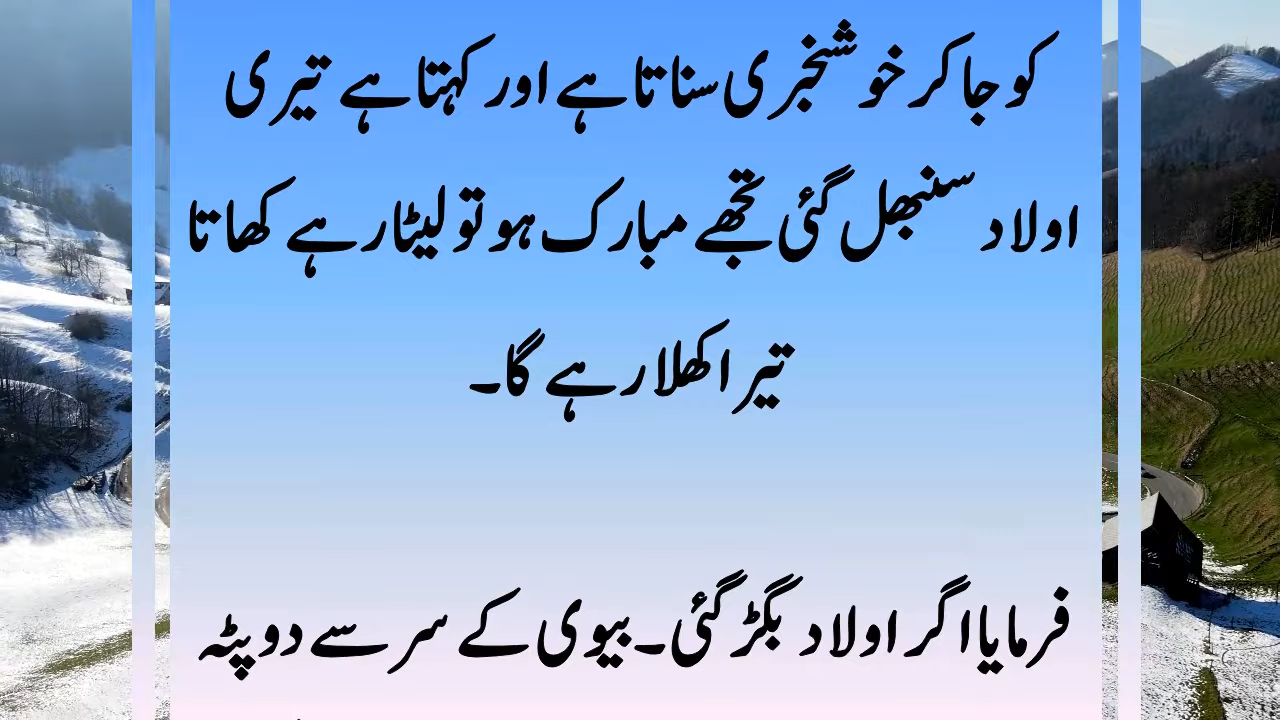 کو جا کر خوشخبری سناتا ہے اور کہتا ہے تیری
اولاد سنبھل گئی تجھے مبارک ہو تو لیٹا رہے کھاتا
تیرا کھلا رہے گا۔
فرمایا اگر اولاد بگڑ گئی۔ بیوی کے سر سے دوپٹہ